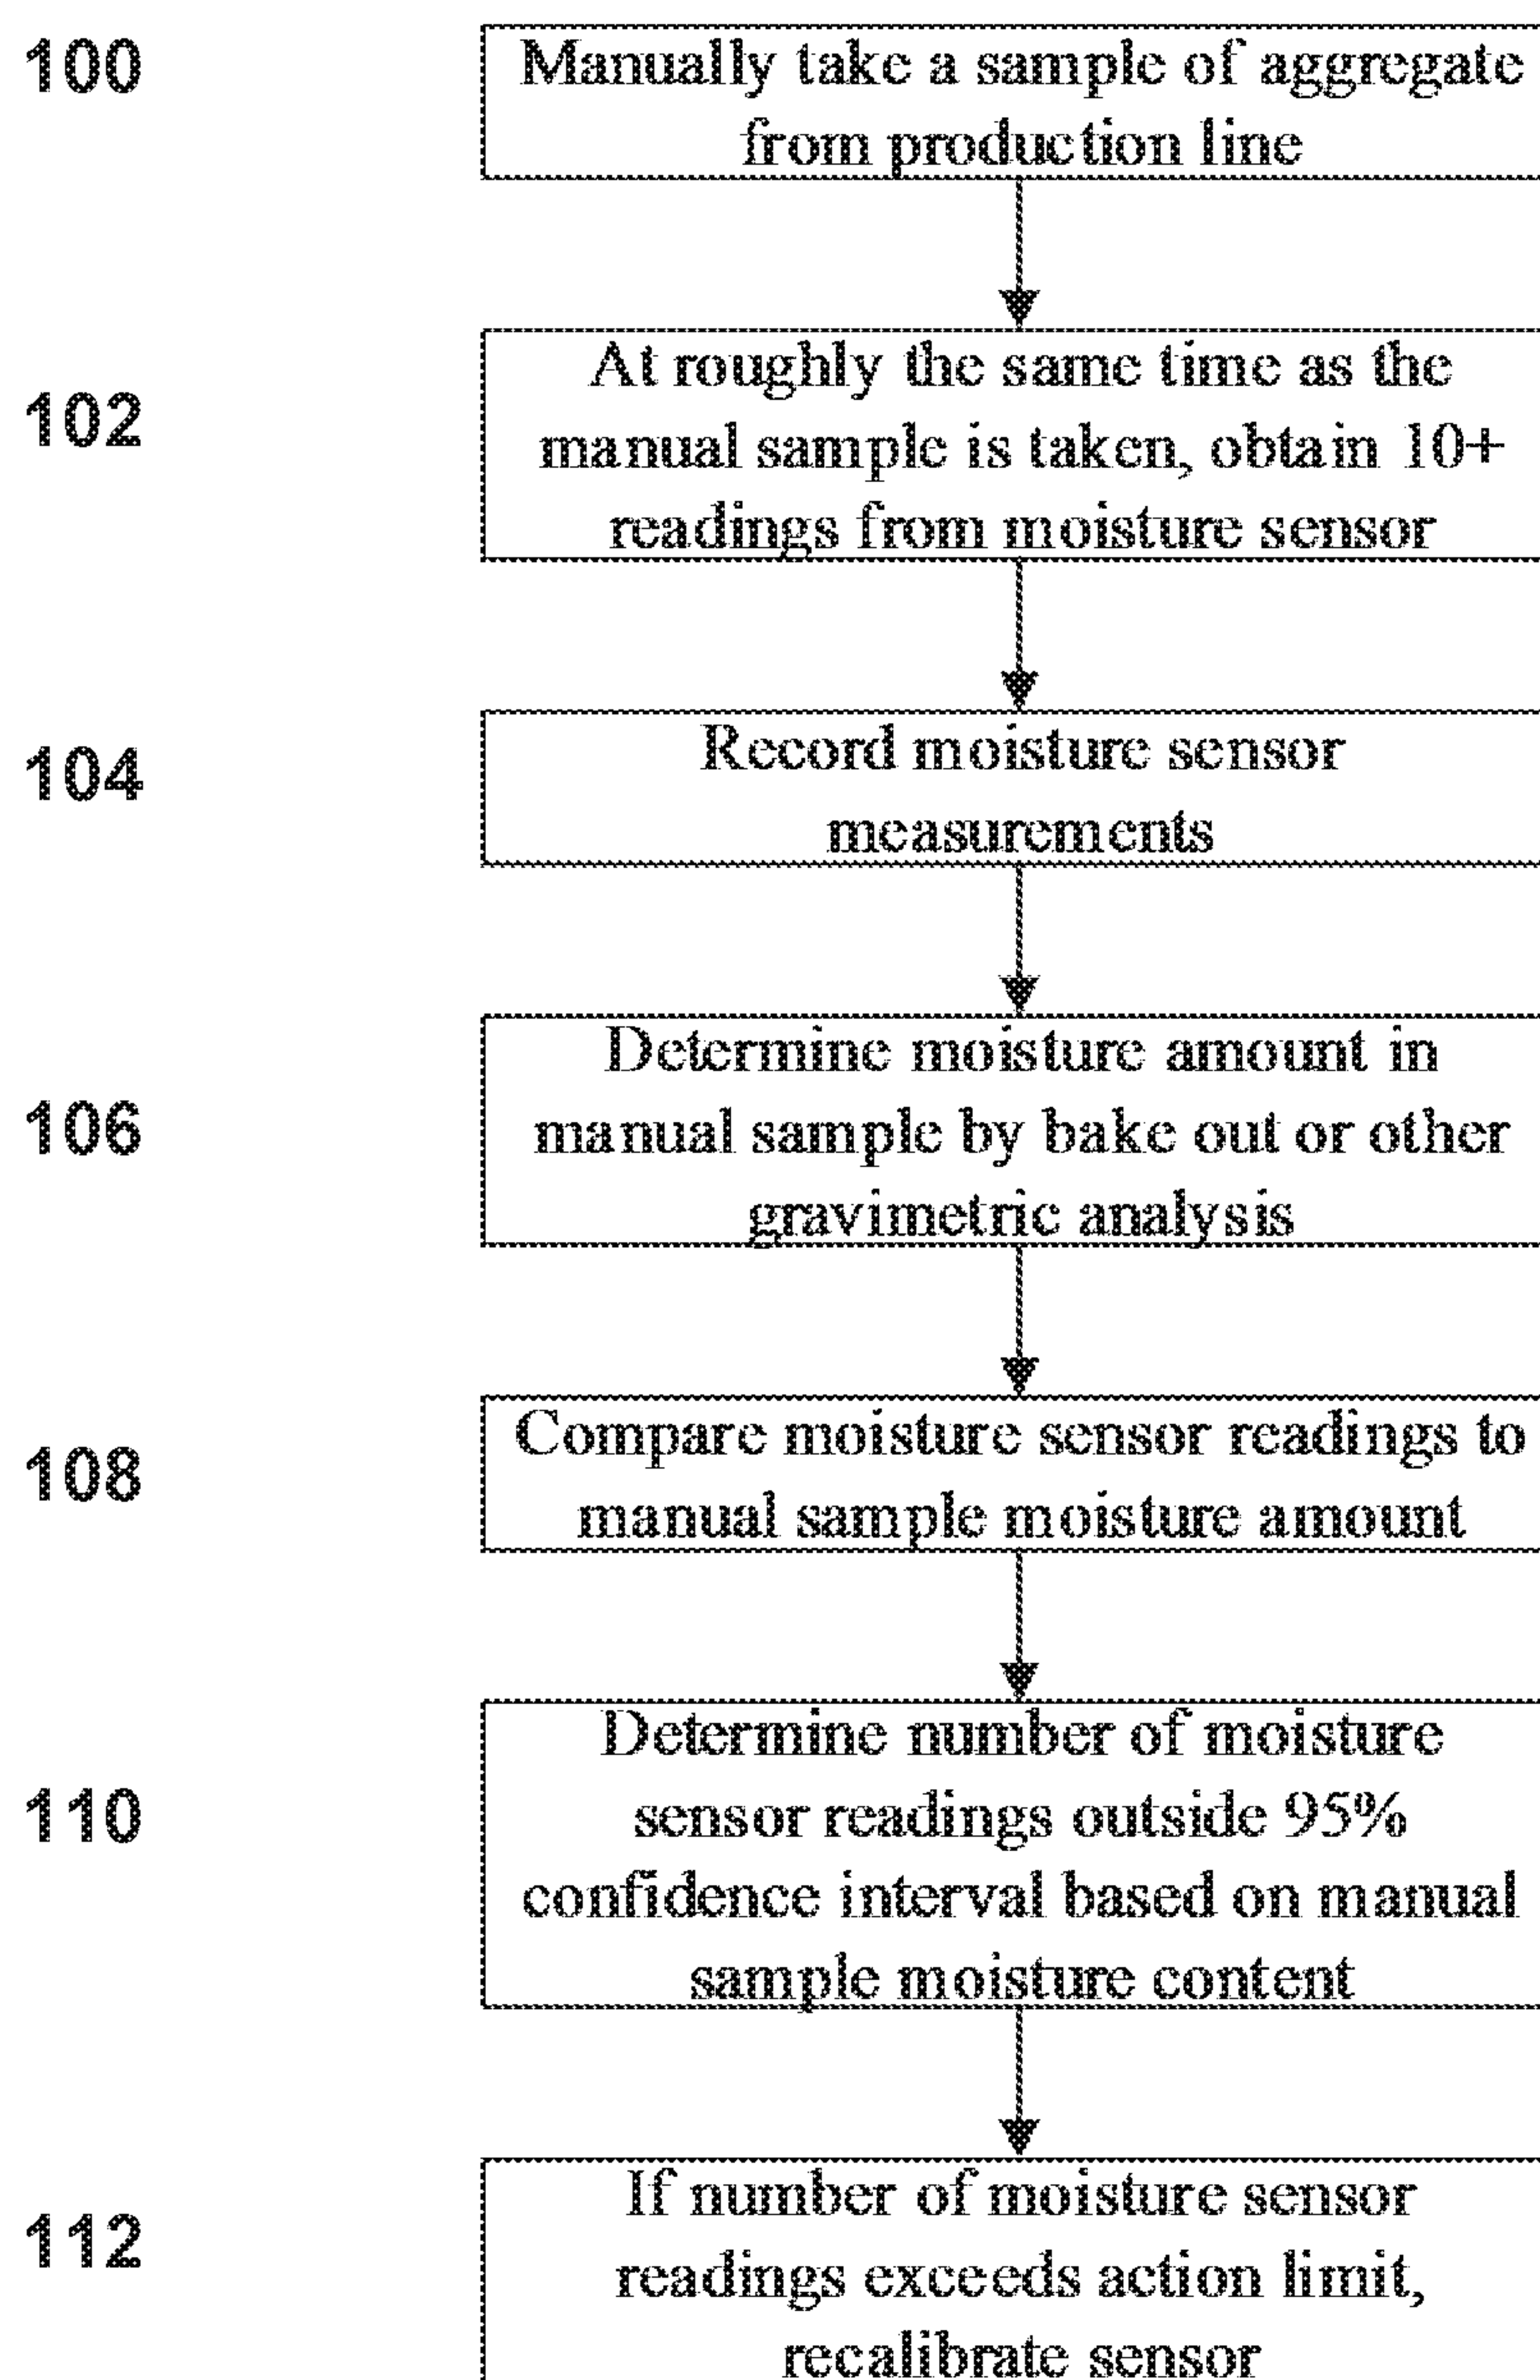 100
Manually take a sample of aggregate
from production line
102
At roughly the same time as the
manual sample is taken, obtain 10+
readings from moisture sensor
104
Record moisture sensor
measurements
106
Determine moisture amount in
manual sample by bake out or other
gravimetric analysis
108
Compare moisture sensor readings to
manual sample moisture amount
110
Determine number of moisture
sensor readings outside 95%
confidence interval based on manual
sample moisture content
112
If number of moisture sensor
readings exceeds action limit,
recalibrate sensor